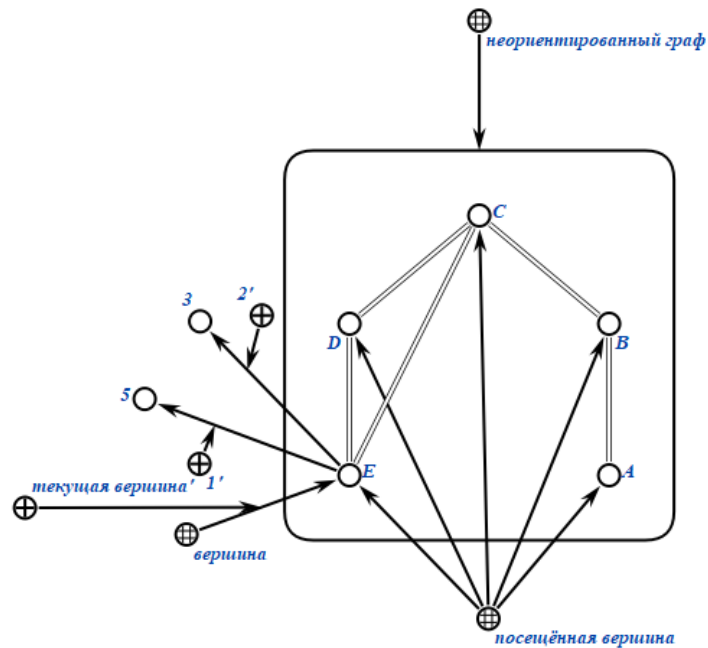 неориентированный граф
C
3
2'
D
B
5
E
A
текущая вершина'
1'
вершина
посещённая вершина